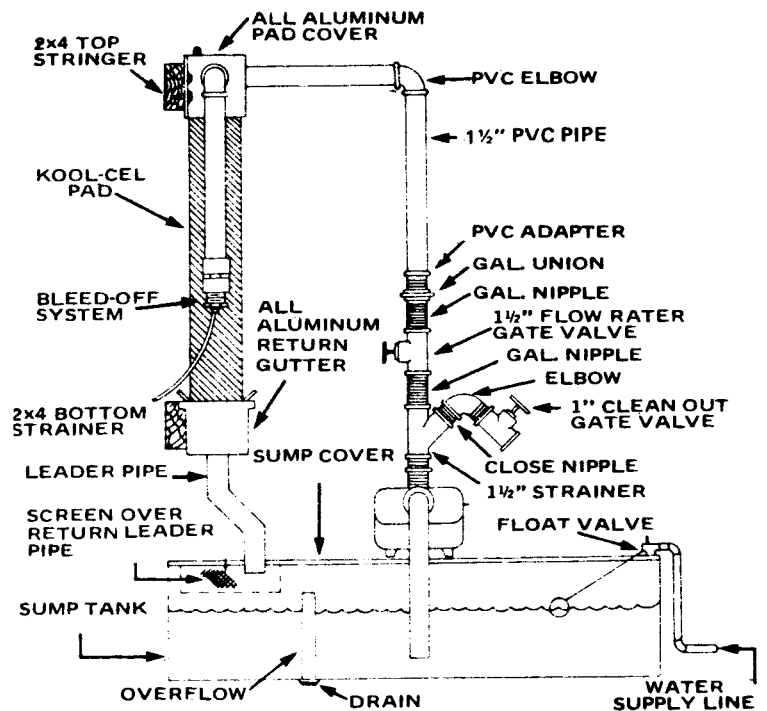 ALL ALUMINUM
PAD COVER
2x4 TOP
STRINGER
PVC ELBOW
1½" PVC PIPE
KOOL-CEL
PAD
PVC ADAPTER
GAL. UNION
GAL. NIPPLE
BLEED-OFF
SYSTEM
ALL
ALUMINUM
RETURN
GUTTER
1½" FLOW RATER
GATE VALVE
GAL. NIPPLE
ELBOW
2x4 BOTTOM
STRAINER
1" CLEAN OUT
GATE VALVE
SUMP COVER
LEADER PIPE
CLOSE NIPPLE
1½" STRAINER
SCREEN OVER
RETURN LEADER
PIPE
FLOAT VALVE
SUMP TANK
OVERFLOW
DRAIN
WATER
SUPPLY LINE